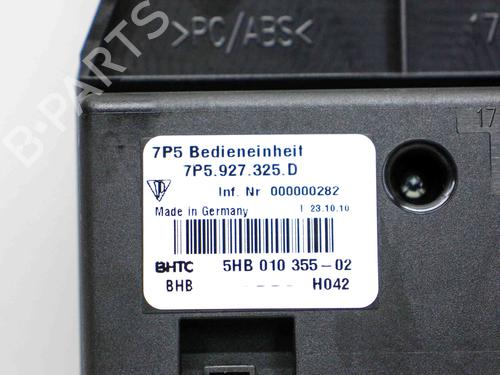 >PC/ABS<
17
17
7P5 Bedieneinheit
7P5.927.325.D
Inf. Nr 000000282
Made in Germany 23.10.10
BHTC 5HB 010 355-02
BHB ---- H042
B-PARTS